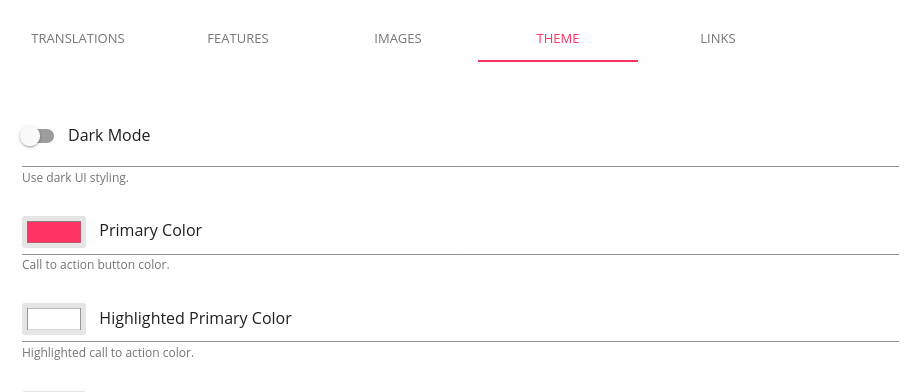 TRANSLATIONS FEATURES IMAGES THEME LINKS
Dark Mode
Use dark UI styling.
Primary Color
Call to action button color.
Highlighted Primary Color
Highlighted call to action color.